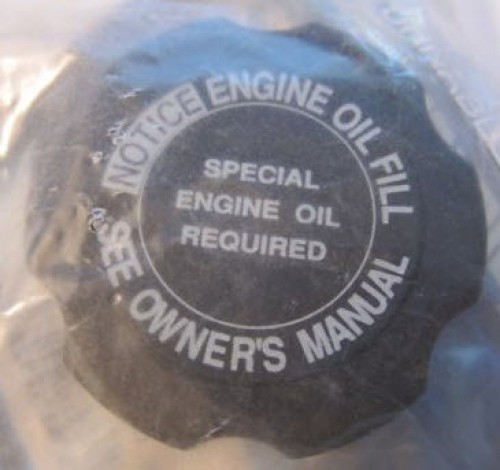 NOTICE ENGINE OIL FILL
SPECIAL
ENGINE OIL
REQUIRED
SEE OWNER'S MANUAL